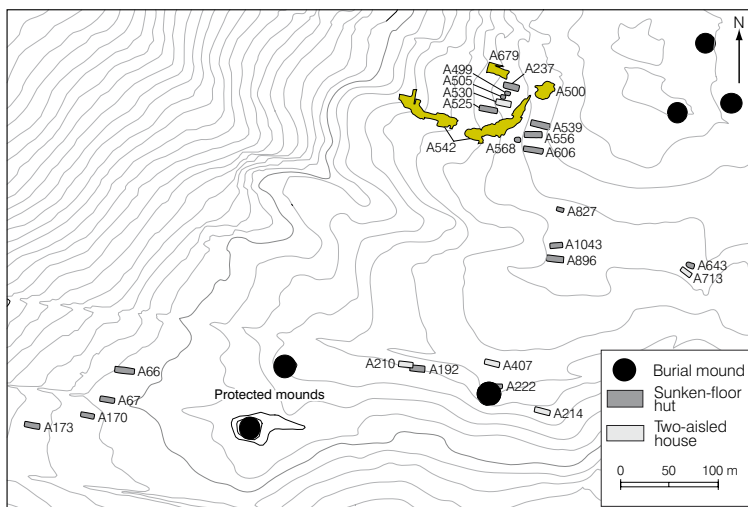 N
A679
A499
A237
A505
A530
A500
A525
A539
A556
A542
A568
A606
A827
A1043
A896
A643
A713
A66
A210
A192
A407
A67
Protected mounds
A222
A170
A173
A214
Burial mound
Sunken-floor
hut
Two-aisled
house
0 50 100 m